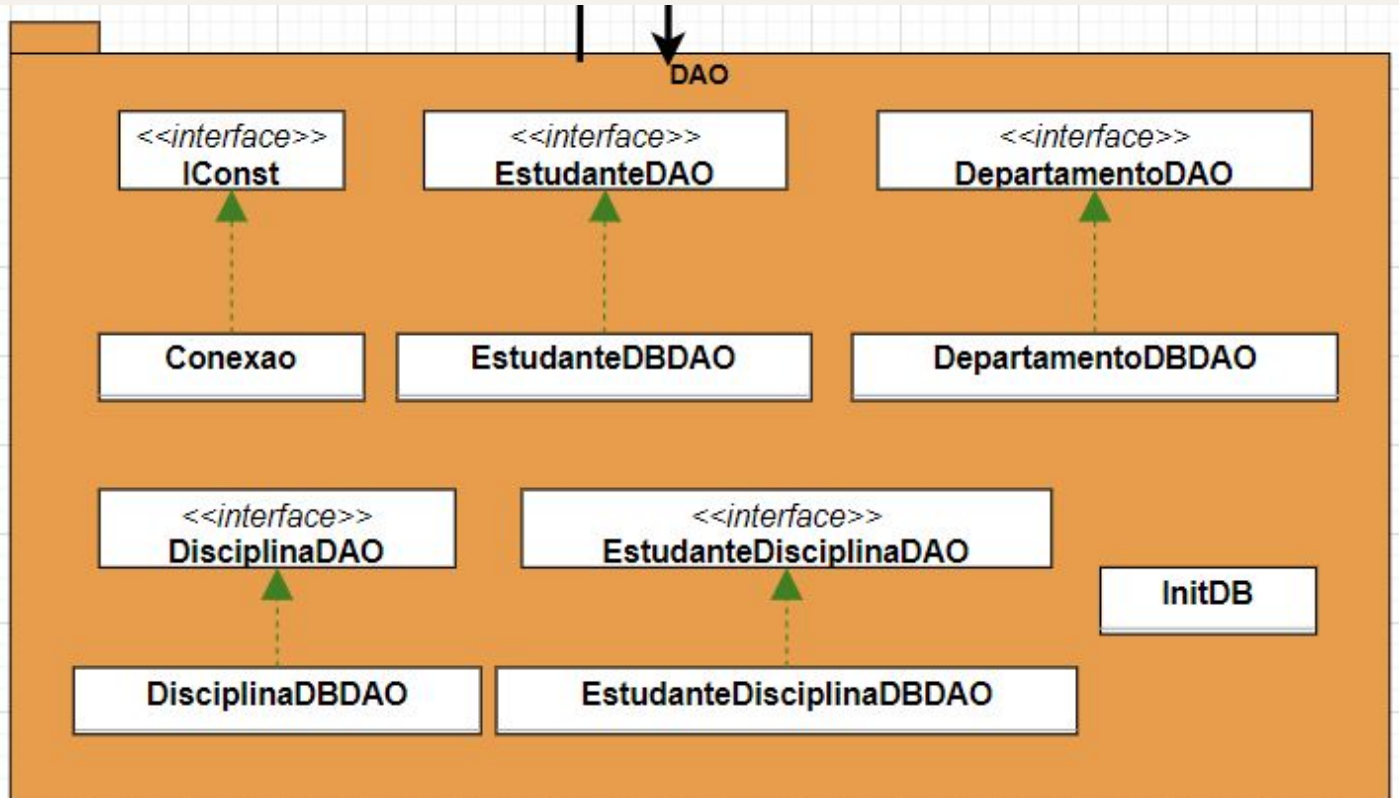 DAO
<<interface>>
IConst
<<interface>>
EstudanteDAO
<<interface>>
DepartamentoDAO
Conexao
EstudanteDBDAO
DepartamentoDBDAO
<<interface>>
DisciplinaDAO
<<interface>>
EstudanteDisciplinaDAO
InitDB
DisciplinaDBDAO
EstudanteDisciplinaDBDAO